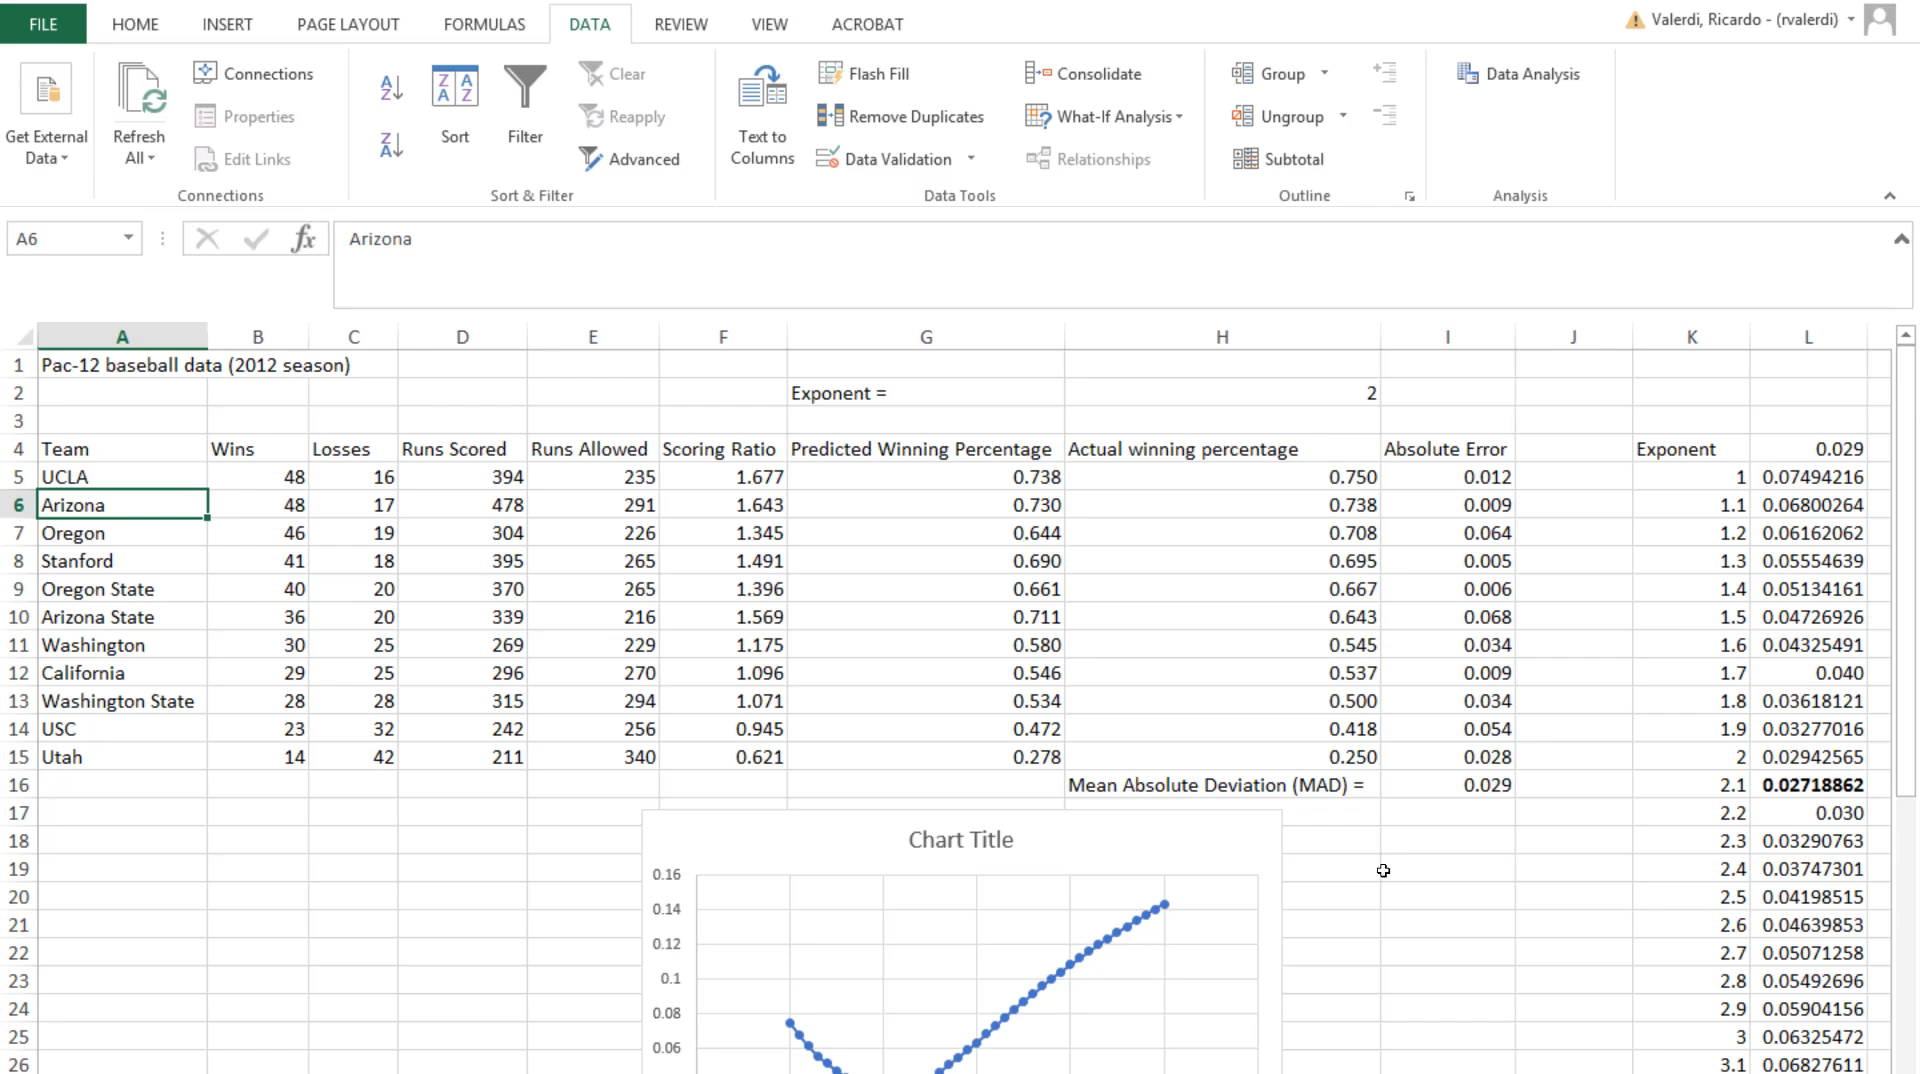 FILE HOME INSERT PAGE LAYOUT FORMULAS DATA REVIEW VIEW ACROBAT Valerdi, Ricardo - (rvalerdi)
Get External Data
Refresh All
Connections
Properties
Edit Links
Connections
A Z
Z A
Z A A Z
Sort
Filter
Clear
Reapply
Advanced
Sort & Filter
Text to Columns
Flash Fill
Remove Duplicates
Data Validation
Consolidate
What-If Analysis
Relationships
Data Tools
Group
Ungroup
Subtotal
Outline
Data Analysis
Analysis
A6 fx Arizona
A B C D E F G H I J K L
1 Pac-12 baseball data (2012 season)
2 Exponent = 2
3
4 Team Wins Losses Runs Scored Runs Allowed Scoring Ratio Predicted Winning Percentage Actual winning percentage Absolute Error Exponent 0.029
5 UCLA 48 16 394 235 1.677 0.738 0.750 0.012 1 0.07494216
6 Arizona 48 17 478 291 1.643 0.730 0.738 0.009 1.1 0.06800264
7 Oregon 46 19 304 226 1.345 0.644 0.708 0.064 1.2 0.06162062
8 Stanford 41 18 395 265 1.491 0.690 0.695 0.005 1.3 0.05554639
9 Oregon State 40 20 370 265 1.396 0.661 0.667 0.006 1.4 0.05134161
10 Arizona State 36 20 339 216 1.569 0.711 0.643 0.068 1.5 0.04726926
11 Washington 30 25 269 229 1.175 0.580 0.545 0.034 1.6 0.04325491
12 California 29 25 296 270 1.096 0.546 0.537 0.009 1.7 0.040
13 Washington State 28 28 315 294 1.071 0.534 0.500 0.034 1.8 0.03618121
14 USC 23 32 242 256 0.945 0.472 0.418 0.054 1.9 0.03277016
15 Utah 14 42 211 340 0.621 0.278 0.250 0.028 2 0.02942565
16 Mean Absolute Deviation (MAD) = 0.029 2.1 0.02718862
17 2.2 0.030
18 2.3 0.03290763
19 2.4 0.03747301
20 2.5 0.04198515
21 2.6 0.04639853
22 2.7 0.05071258
23 2.8 0.05492696
24 2.9 0.05904156
25 3 0.06325472
26 3.1 0.06827611
Chart Title
0.16
0.14
0.12
0.1
0.08
0.06